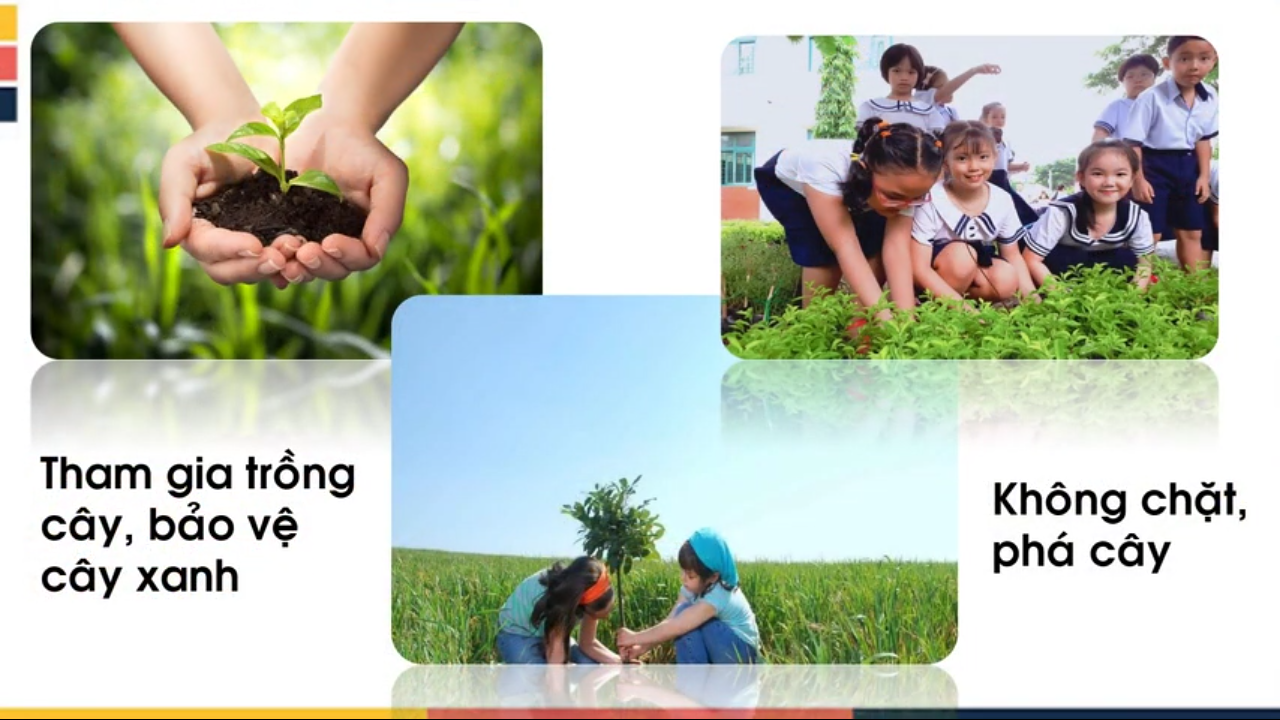 Tham gia trồng
cây, bảo vệ
cây xanh
Không chặt,
phá cây